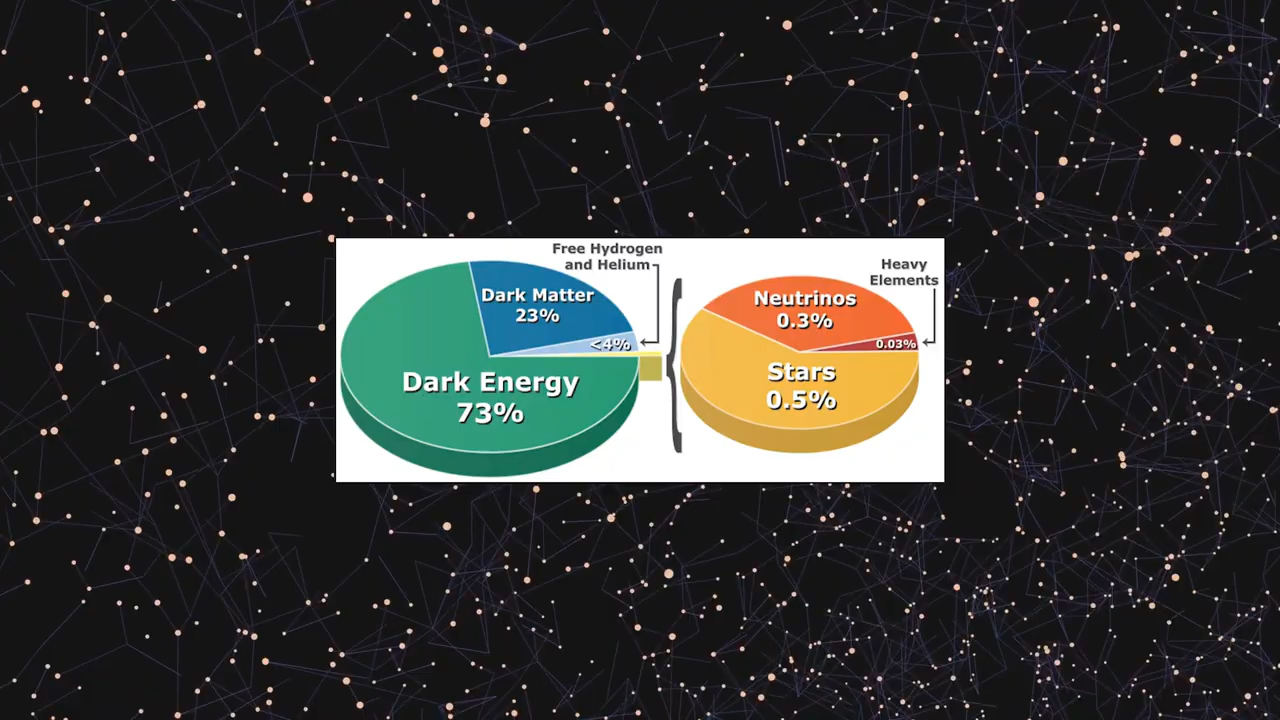 Free Hydrogen
and Helium
Dark Matter
23%
<4%
Dark Energy
73%
Heavy
Elements
Neutrinos
0.3%
0.03%
Stars
0.5%